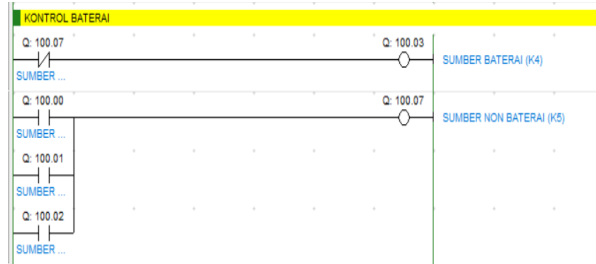 KONTROL BATERAI
Q: 100.07 Q: 100.03
SUMBER BATERAI (K4)
SUMBER ...
Q: 100.00 Q: 100.07
SUMBER NON BATERAI (K5)
SUMBER ...
Q: 100.01
SUMBER ...
Q: 100.02
SUMBER ...